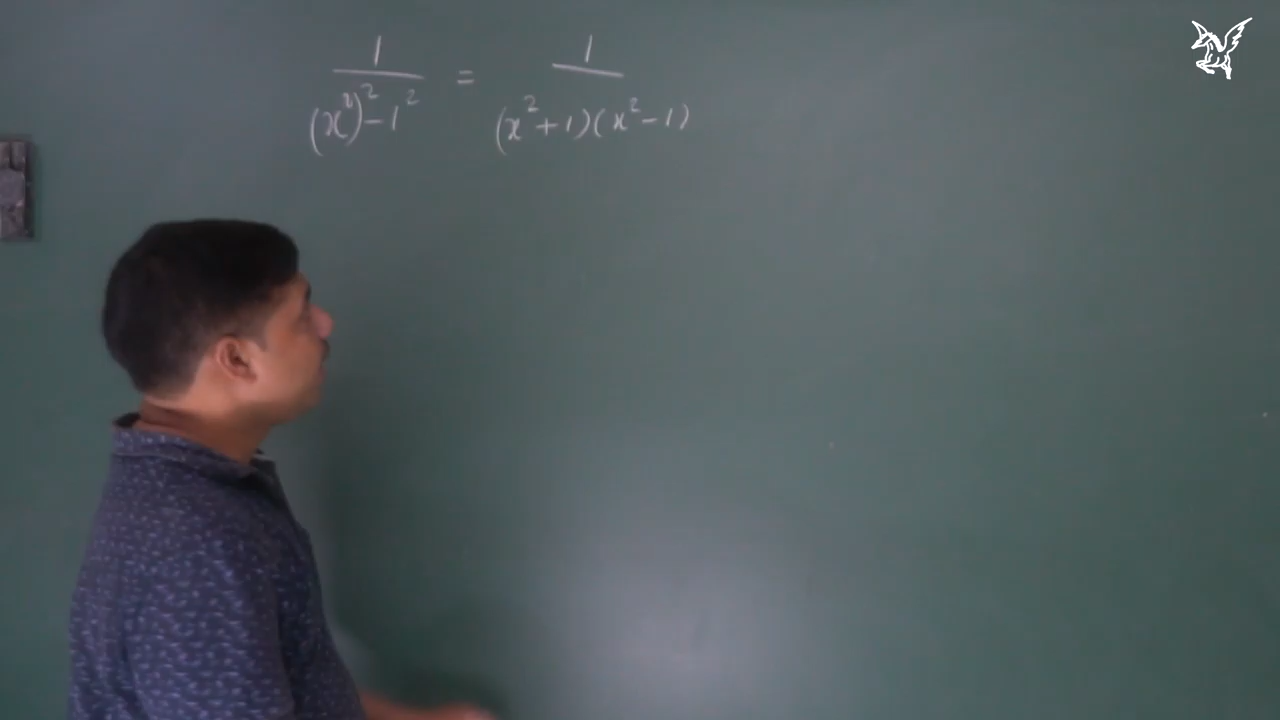 1/((x²)² - 1²) = 1/((x² + 1)(x² - 1))